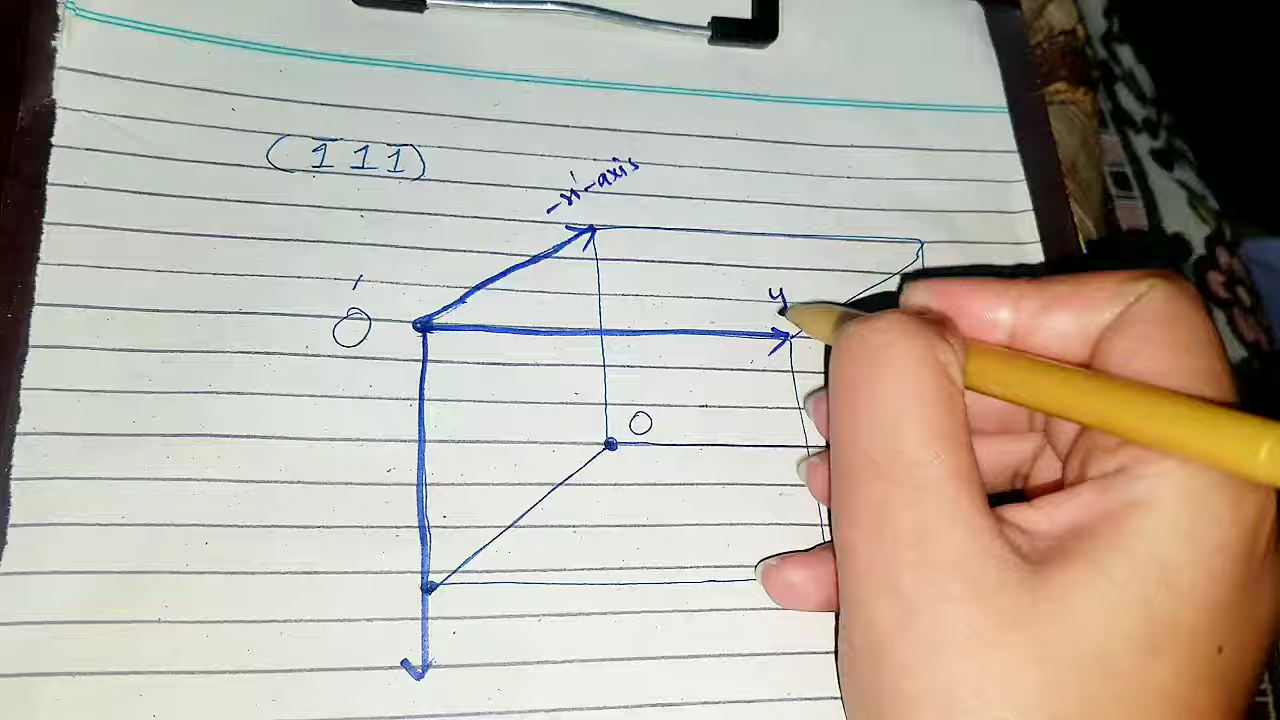 (1̅ 1 1̅)
-x'-axis
O'
y
O